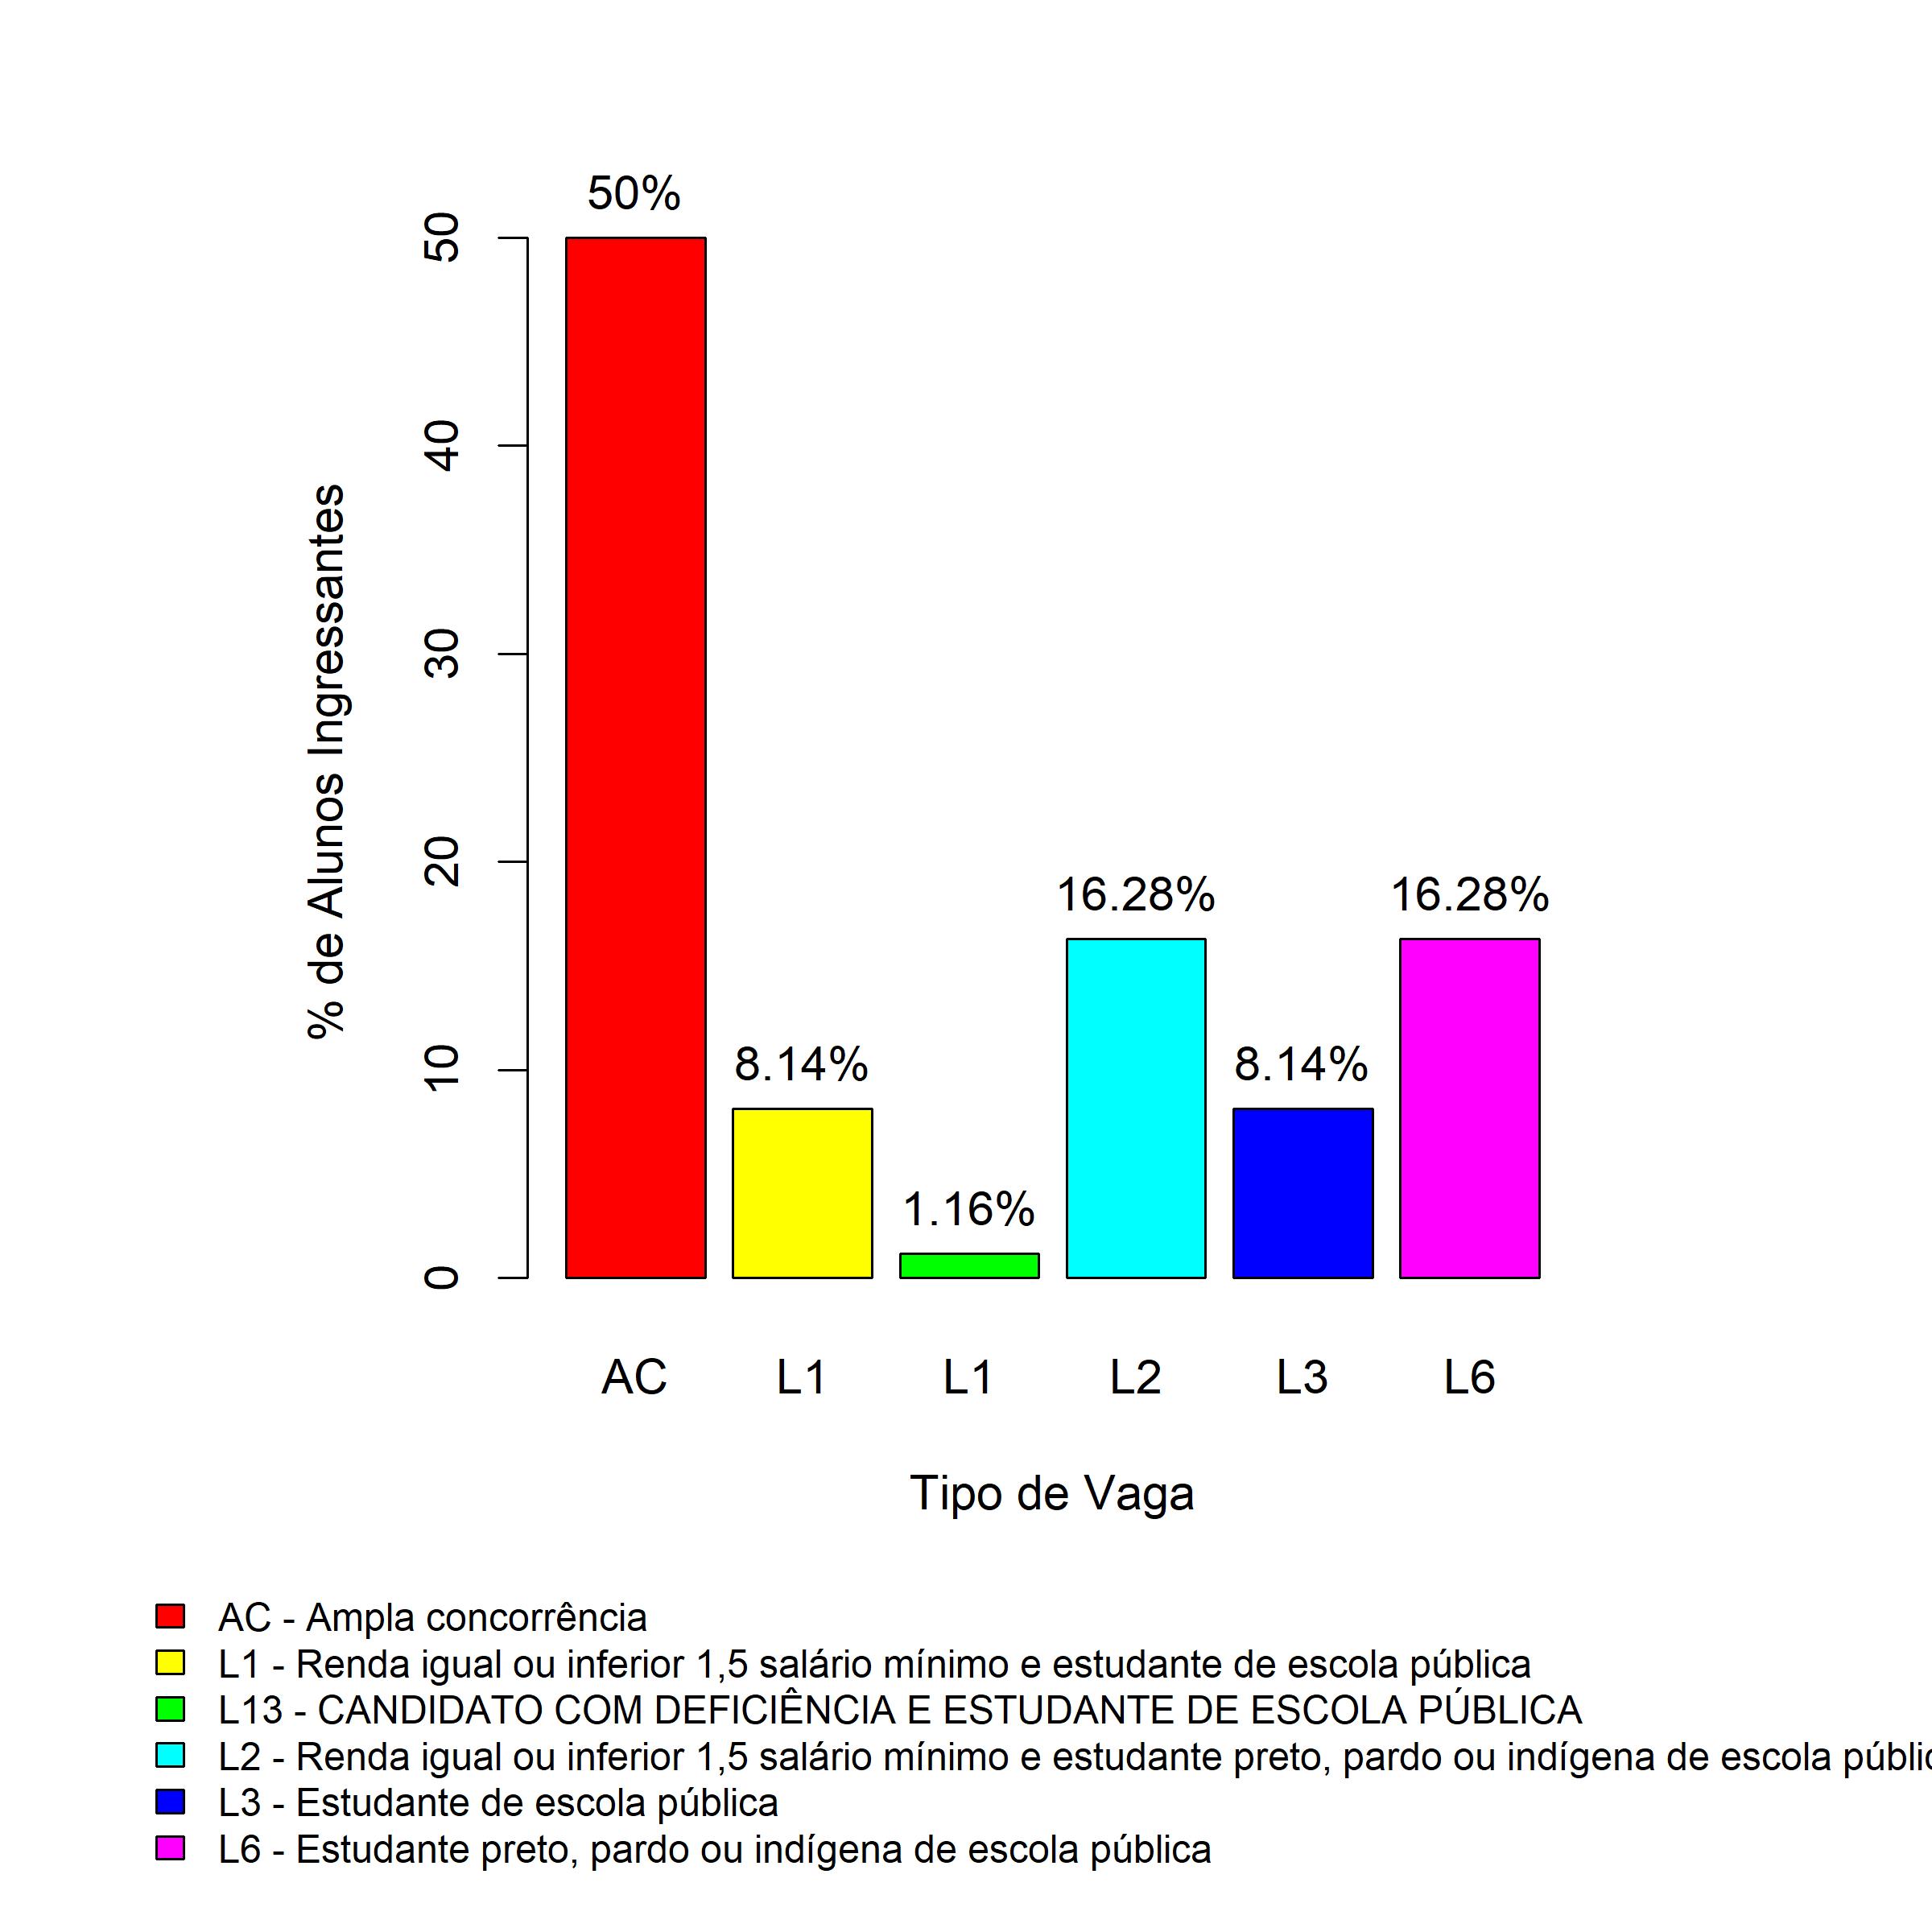 50%
50
40
30
20
10
0
% de Alunos Ingressantes
16.28%
16.28%
8.14%
8.14%
1.16%
AC L1 L1 L2 L3 L6
Tipo de Vaga
AC - Ampla concorrência
L1 - Renda igual ou inferior 1,5 salário mínimo e estudante de escola pública
L13 - CANDIDATO COM DEFICIÊNCIA E ESTUDANTE DE ESCOLA PÚBLICA
L2 - Renda igual ou inferior 1,5 salário mínimo e estudante preto, pardo ou indígena de escola públic
L3 - Estudante de escola pública
L6 - Estudante preto, pardo ou indígena de escola pública